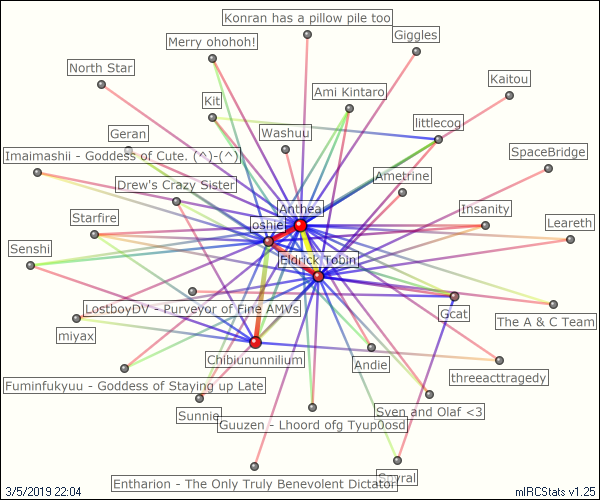 Konran has a pillow pile too
Giggles
Merry ohohoh!
North Star
Kaitou
Ami Kintaro
Kit
littlecog
Geran
Washuu
Imaimashii - Goddess of Cute. (^)-(^)
SpaceBridge
Ametrine
Drew's Crazy Sister
Anthea
Starfire
oshie
Insanity
Leareth
Senshi
Eldrick Tobin
LostboyDV - Purveyor of Fine AMVs
Gcat
The A & C Team
miyax
Chibiununnilium
Andie
threeacttragedy
Fuminfukyuu - Goddess of Staying up Late
Sunnie
Sven and Olaf <3
Guuzen - Lhoord ofg Tyup0osd
Entharion - The Only Truly Benevolent Dictator
3/5/2019 22:04
mIRCStats v1.25